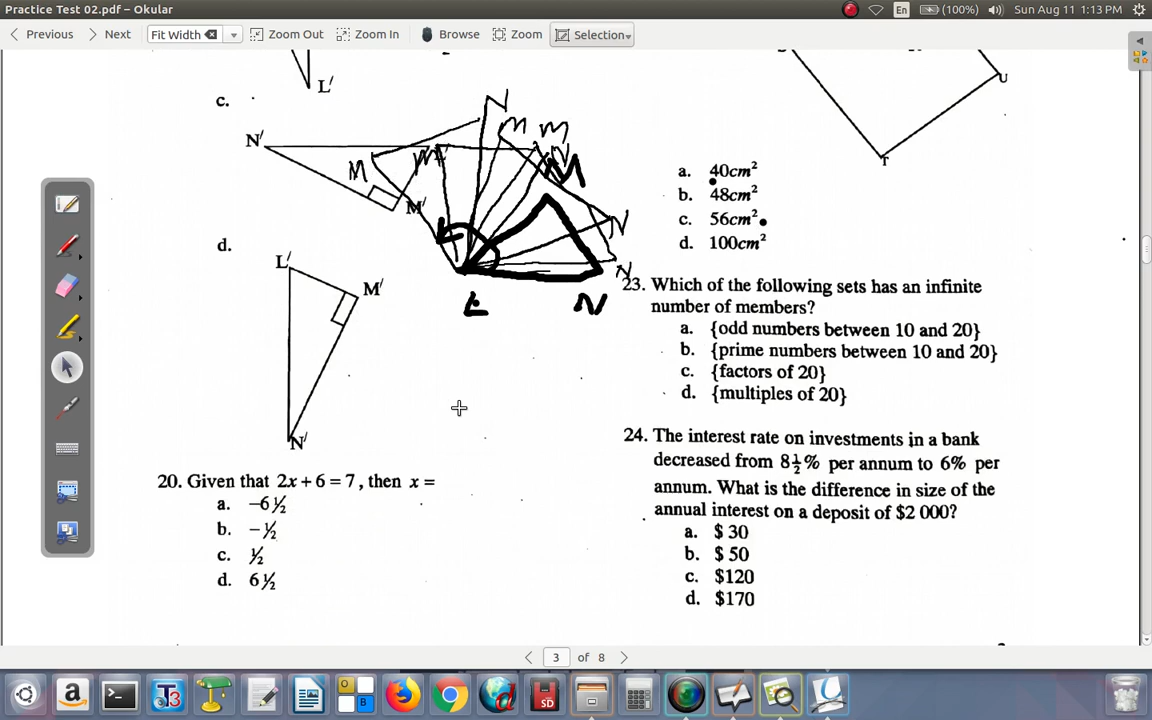 Practice Test 02.pdf – Okular
En (100%) Sun Aug 11 1:13 PM
Previous Next Fit Width Zoom Out Zoom In Browse Zoom Selection
L′
c.
N′
M′
U
T
N
m m
M
M
N
N
L N
d.
L′
M′
N′
20. Given that 2x + 6 = 7, then x =
a. −6½
b. −½
c. ½
d. 6½
a. 40cm²
b. 48cm²
c. 56cm²
d. 100cm²
23. Which of the following sets has an infinite
number of members?
a. {odd numbers between 10 and 20}
b. {prime numbers between 10 and 20}
c. {factors of 20}
d. {multiples of 20}
24. The interest rate on investments in a bank
decreased from 8½% per annum to 6% per
annum. What is the difference in size of the
annual interest on a deposit of $2 000?
a. $ 30
b. $ 50
c. $120
d. $170
3 of 8